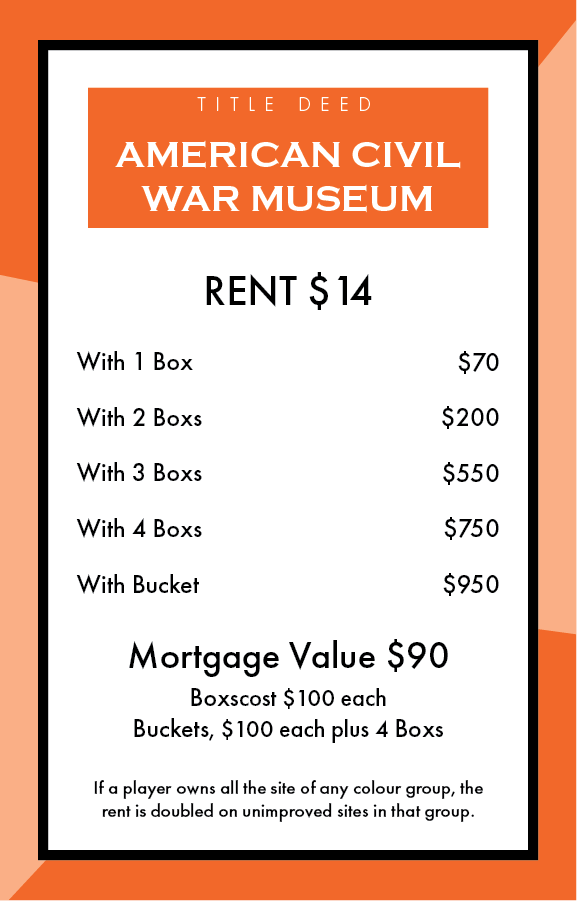 TITLE DEED
AMERICAN CIVIL
WAR MUSEUM
RENT $14
With 1 Box $70
With 2 Boxs $200
With 3 Boxs $550
With 4 Boxs $750
With Bucket $950
Mortgage Value $90
Boxscost $100 each
Buckets, $100 each plus 4 Boxs
If a player owns all the site of any colour group, the
rent is doubled on unimproved sites in that group.